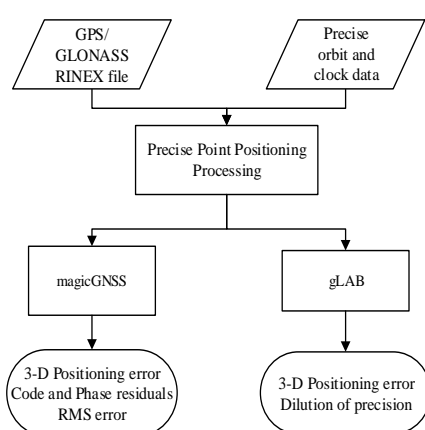 GPS/
GLONASS
RINEX file
Precise
orbit and
clock data
Precise Point Positioning
Processing
magicGNSS
gLAB
3-D Positioning error
Code and Phase residuals
RMS error
3-D Positioning error
Dilution of precision